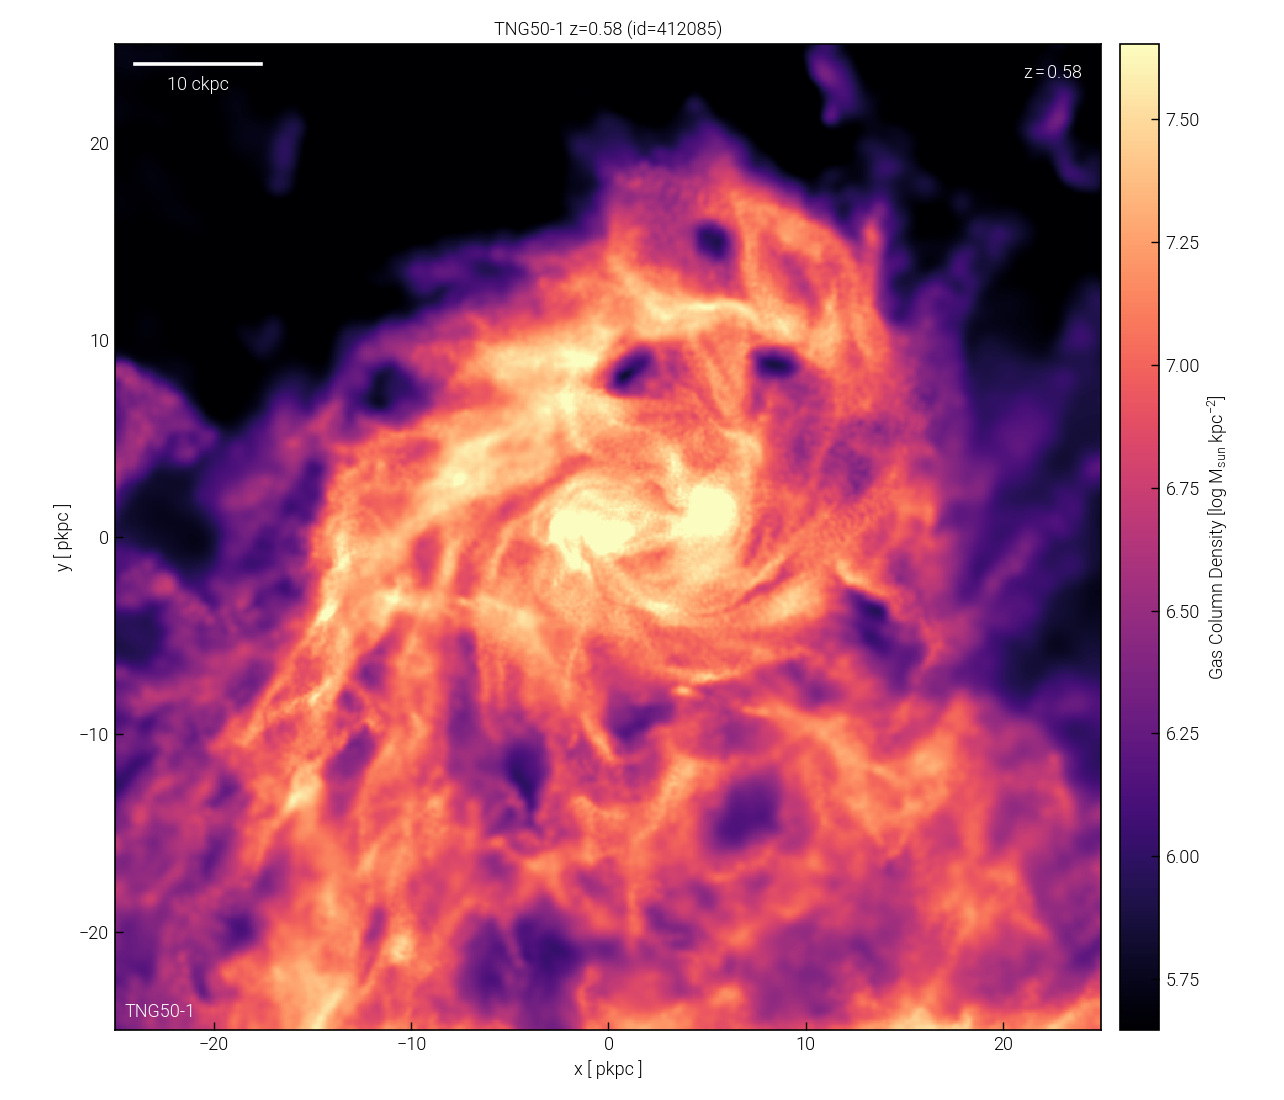 TNG50-1 z=0.58 (id=412085)
10 ckpc
z=0.58
TNG50-1
20
10
0
−10
−20
y [ pkpc ]
−20
−10
0
10
20
x [ pkpc ]
7.50
7.25
7.00
6.75
6.50
6.25
6.00
5.75
Gas Column Density [log M_sun kpc⁻²]